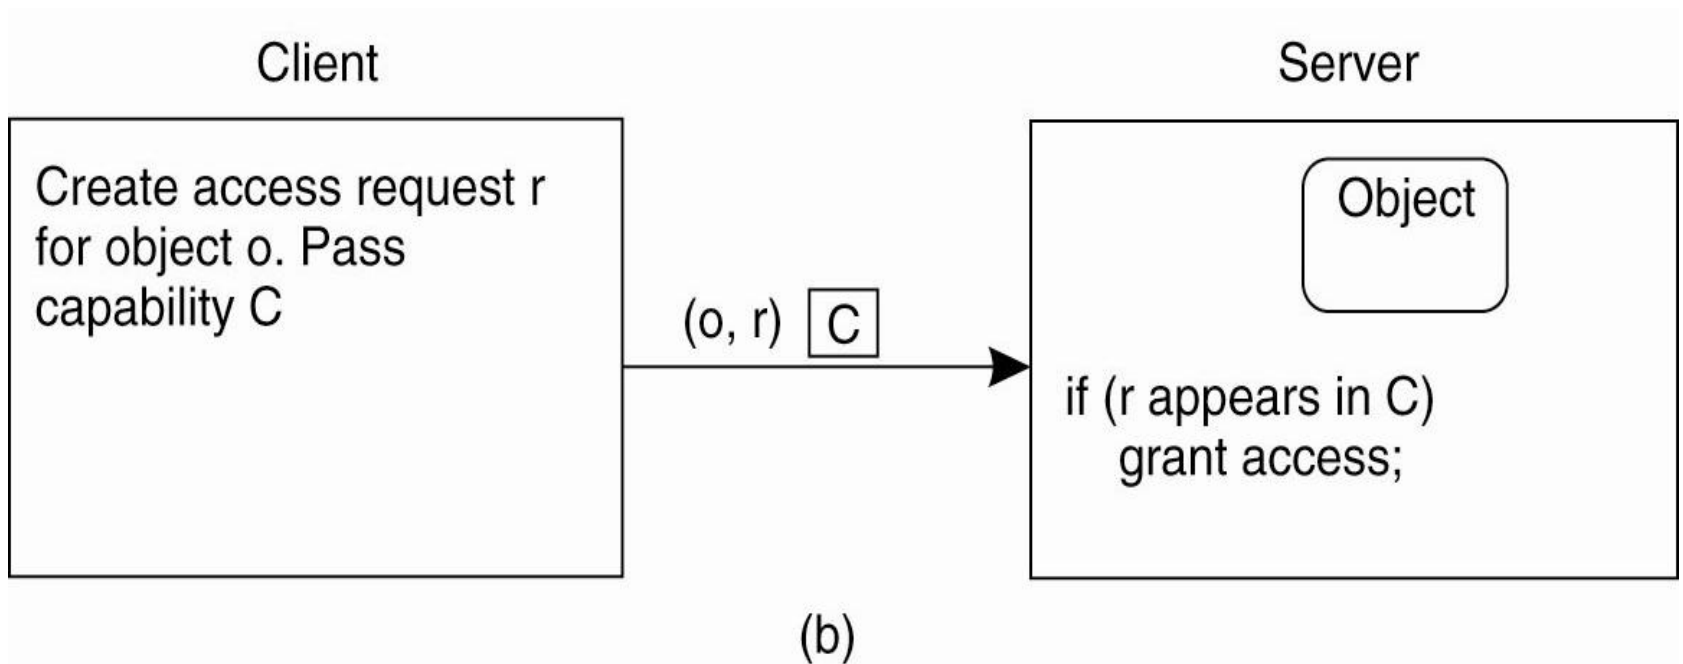 Client
Server
Create access request r
for object o. Pass
capability C
(o, r) C
Object
if (r appears in C)
grant access;
(b)